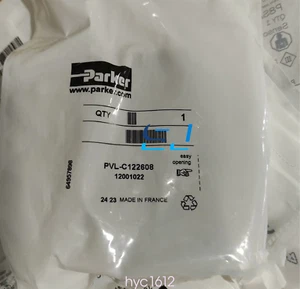 Parker
www.parker.com
QTY 1
PVL-C122608
12001022
easy
opening
24 23 MADE IN FRANCE
hyc1612